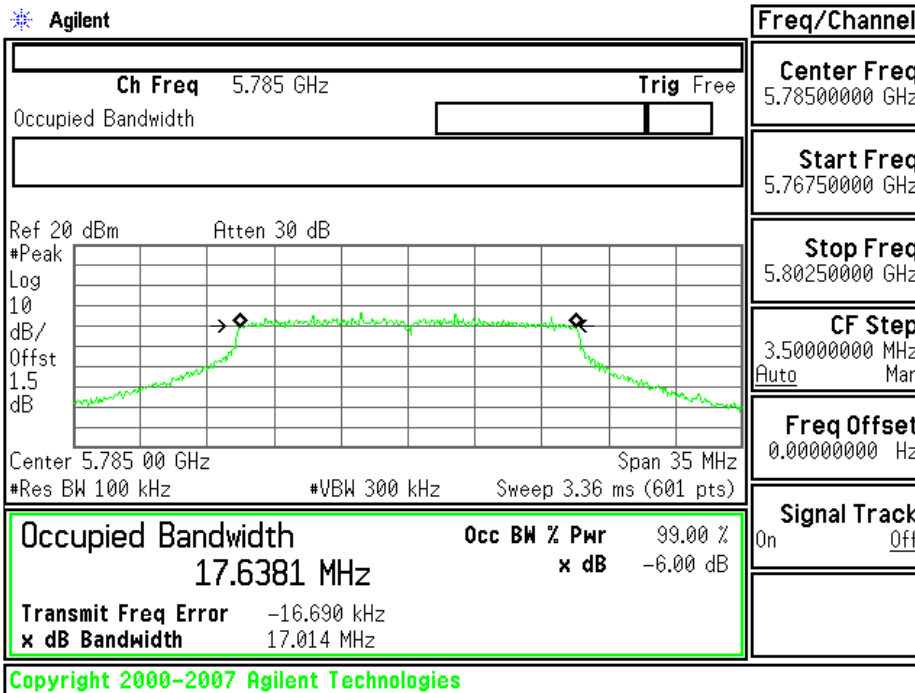 Agilent
Freq/Channel
Ch Freq 5.785 GHz Trig Free
Occupied Bandwidth
Center Freq
5.78500000 GHz
Start Freq
5.76750000 GHz
Stop Freq
5.80250000 GHz
CF Step
3.50000000 MHz
Auto Man
Freq Offset
0.00000000 Hz
Signal Track
On Off
Ref 20 dBm Atten 30 dB
#Peak
Log
10
dB/
Offst
1.5
dB
Center 5.785 00 GHz Span 35 MHz
#Res BW 100 kHz #VBW 300 kHz Sweep 3.36 ms (601 pts)
Occupied Bandwidth Occ BW % Pwr 99.00 %
17.6381 MHz x dB -6.00 dB
Transmit Freq Error -16.690 kHz
x dB Bandwidth 17.014 MHz
Copyright 2000-2007 Agilent Technologies